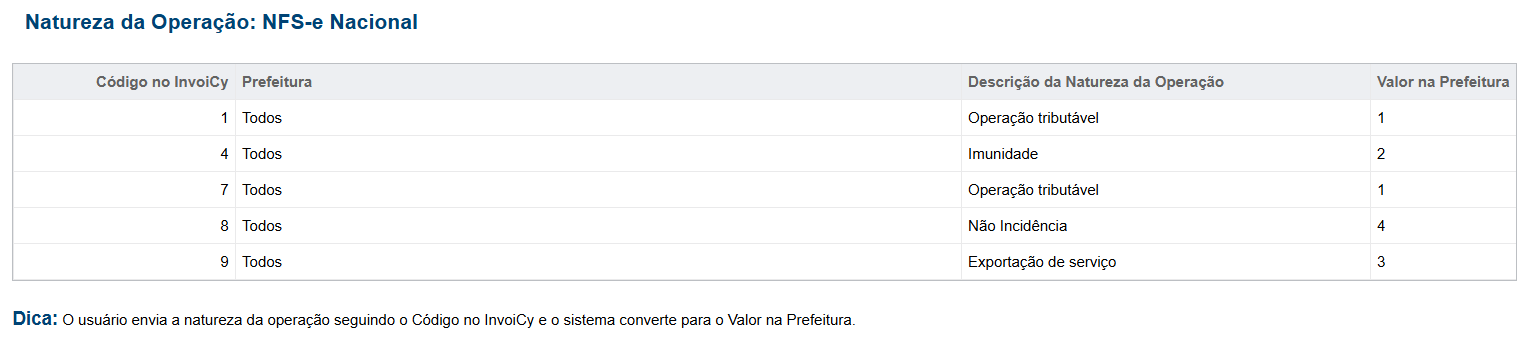 Natureza da Operação: NFS-e Nacional
Código no InvoiCy Prefeitura Descrição da Natureza da Operação Valor na Prefeitura
1 Todos Operação tributável 1
4 Todos Imunidade 2
7 Todos Operação tributável 1
8 Todos Não Incidência 4
9 Todos Exportação de serviço 3
Dica: O usuário envia a natureza da operação seguindo o Código no InvoiCy e o sistema converte para o Valor na Prefeitura.